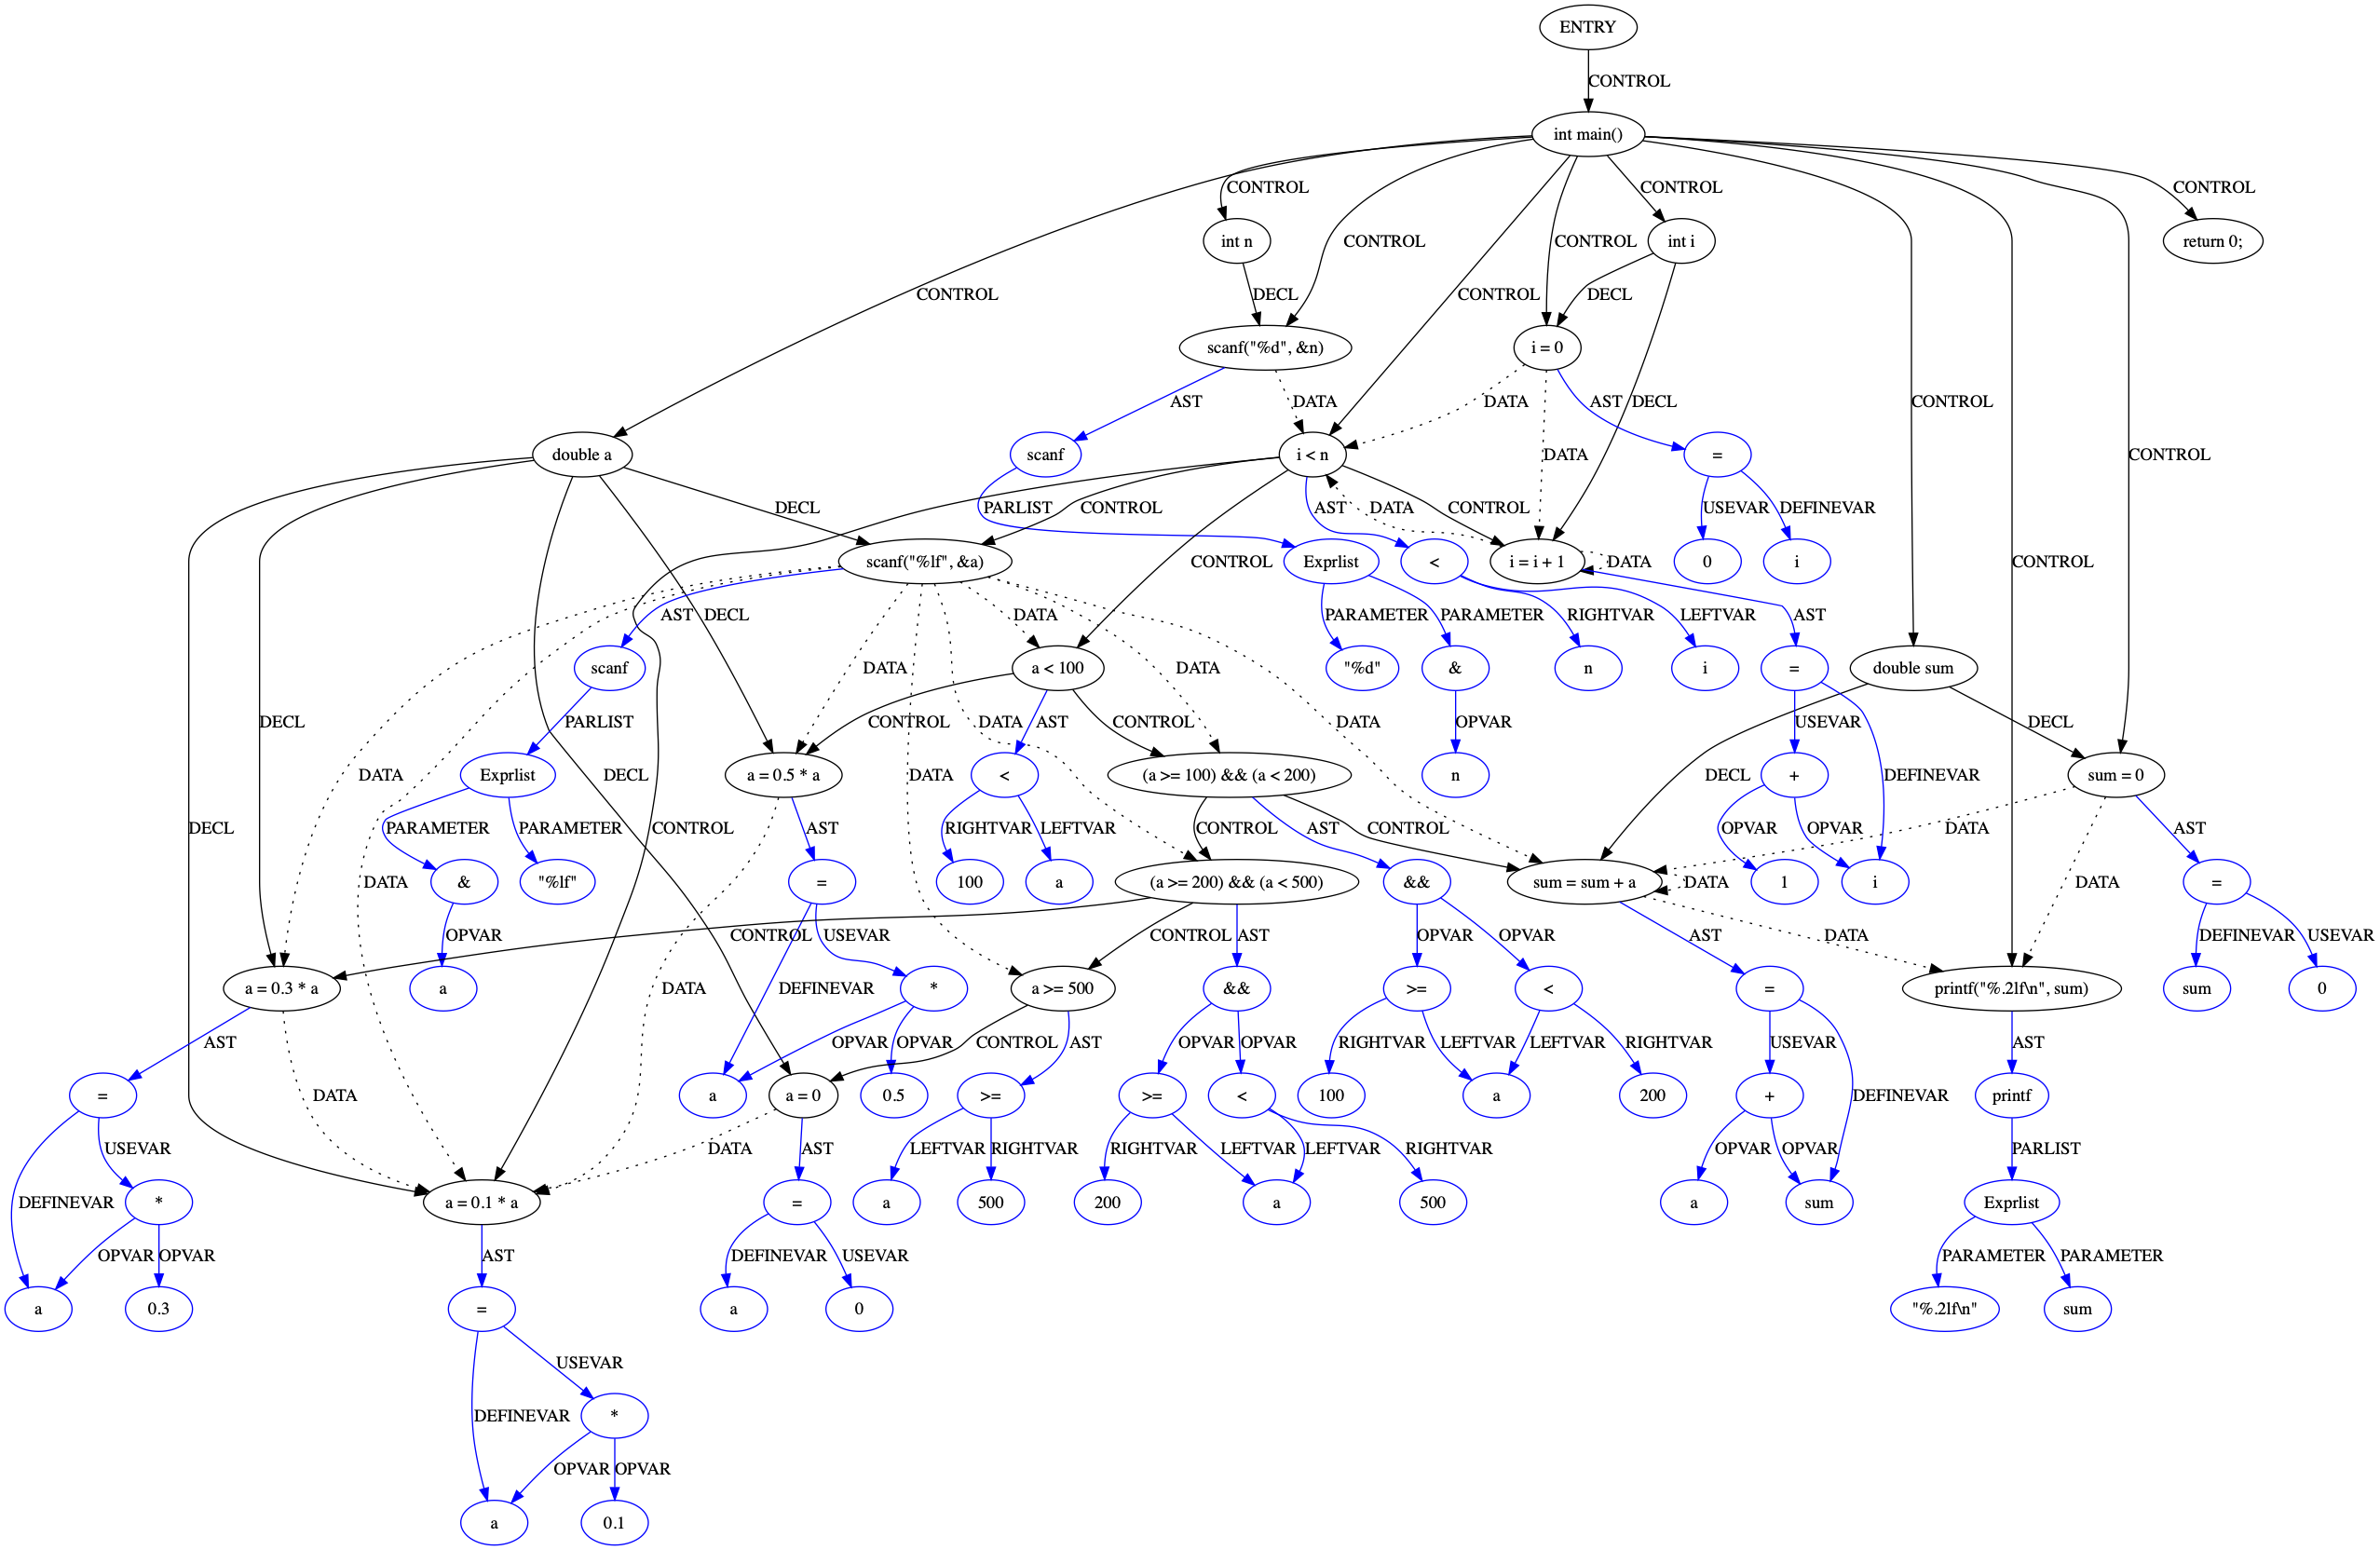 ENTRY
CONTROL
int main()
CONTROL CONTROL CONTROL
int n int i return 0;
CONTROL CONTROL
CONTROL DECL CONTROL DECL
scanf("%d", &n) i = 0
AST DATA DATA AST DECL CONTROL
double a scanf i < n DATA = CONTROL
DECL CONTROL PARLIST AST DATA CONTROL USEVAR DEFINEVAR
scanf("%lf", &a) CONTROL Exprlist < i = i + 1 DATA 0 i CONTROL
AST DECL DATA PARAMETER PARAMETER RIGHTVAR LEFTVAR AST
scanf a < 100 "%d" & n i = double sum
DECL PARLIST DATA CONTROL AST CONTROL DATA DATA OPVAR USEVAR DECL
DATA Exprlist DECL a = 0.5 * a DATA DATA < (a >= 100) && (a < 200) n + DECL DEFINEVAR sum = 0
DECL PARAMETER PARAMETER CONTROL AST RIGHTVAR LEFTVAR CONTROL AST CONTROL OPVAR OPVAR DATA DATA AST
DATA & "%lf" = 100 a (a >= 200) && (a < 500) && sum = sum + a DATA 1 i =
OPVAR CONTROL USEVAR CONTROL AST OPVAR OPVAR AST DATA DEFINEVAR USEVAR
a = 0.3 * a a DATA DEFINEVAR * a >= 500 && >= < = printf("%.2lf\n", sum) sum 0
AST OPVAR OPVAR CONTROL AST OPVAR OPVAR RIGHTVAR LEFTVAR LEFTVAR RIGHTVAR USEVAR AST
= DATA a a = 0 0.5 >= >= < 100 a 200 + DEFINEVAR printf
USEVAR DATA AST LEFTVAR RIGHTVAR RIGHTVAR LEFTVAR LEFTVAR RIGHTVAR OPVAR OPVAR PARLIST
DEFINEVAR * a = 0.1 * a = a 500 200 a 500 a sum Exprlist
OPVAR OPVAR AST DEFINEVAR USEVAR PARAMETER PARAMETER
a 0.3 = a 0 "%.2lf\n" sum
USEVAR
DEFINEVAR *
OPVAR OPVAR
a 0.1